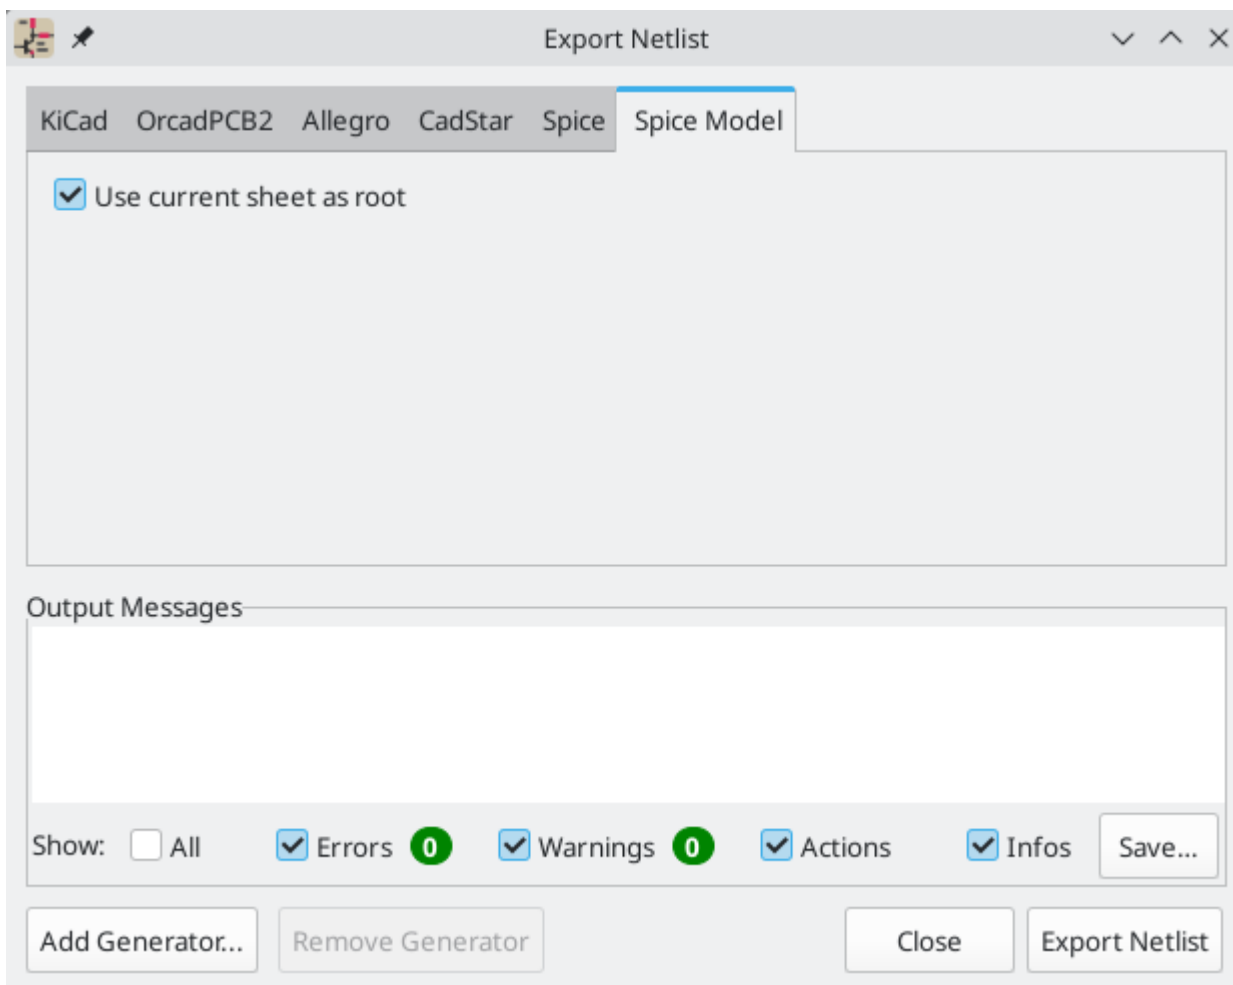 Export Netlist
KiCad OrcadPCB2 Allegro CadStar Spice Spice Model
Use current sheet as root
Output Messages
Show: All Errors 0 Warnings 0 Actions Infos Save...
Add Generator... Remove Generator Close Export Netlist